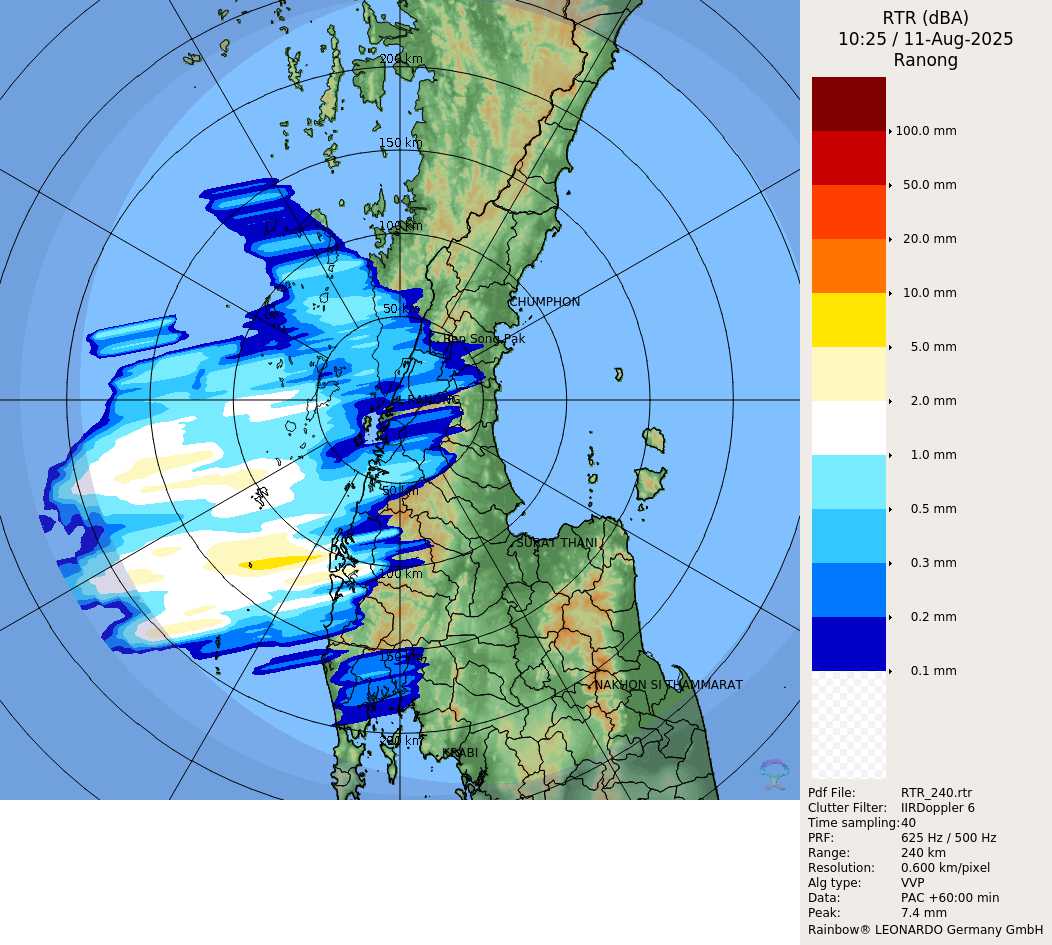 RTR (dBA)
10:25 / 11-Aug-2025
Ranong
200 km
150 km
100 km
50 km
CHUMPHON
Ban Song Pak
RANONG
50 km
SURAT THANI
100 km
150 km
NAKHON SI THAMMARAT
200 km
KRABI
100.0 mm
50.0 mm
20.0 mm
10.0 mm
5.0 mm
2.0 mm
1.0 mm
0.5 mm
0.3 mm
0.2 mm
0.1 mm
Pdf File: RTR_240.rtr
Clutter Filter: IIRDoppler 6
Time sampling:40
PRF: 625 Hz / 500 Hz
Range: 240 km
Resolution: 0.600 km/pixel
Alg type: VVP
Data: PAC +60:00 min
Peak: 7.4 mm
Rainbow® LEONARDO Germany GmbH